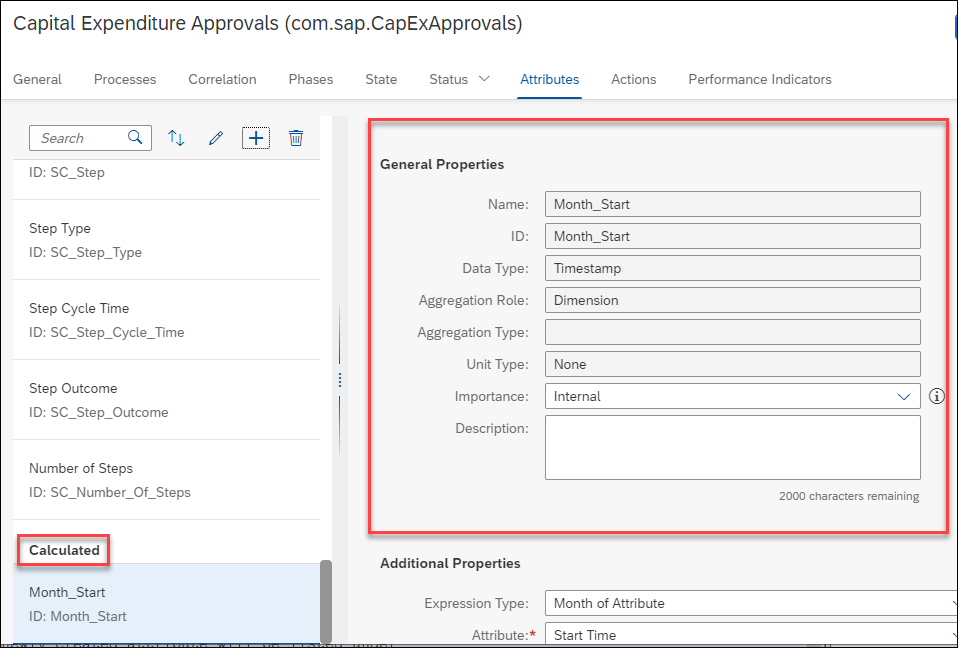 Capital Expenditure Approvals (com.sap.CapExApprovals)
General Processes Correlation Phases State Status Attributes Actions Performance Indicators
Search
ID: SC_Step
Step Type
ID: SC_Step_Type
Step Cycle Time
ID: SC_Step_Cycle_Time
Step Outcome
ID: SC_Step_Outcome
Number of Steps
ID: SC_Number_Of_Steps
Calculated
Month_Start
ID: Month_Start
General Properties
Name: Month_Start
ID: Month_Start
Data Type: Timestamp
Aggregation Role: Dimension
Aggregation Type:
Unit Type: None
Importance: Internal
Description:
2000 characters remaining
Additional Properties
Expression Type: Month of Attribute
Attribute:* Start Time